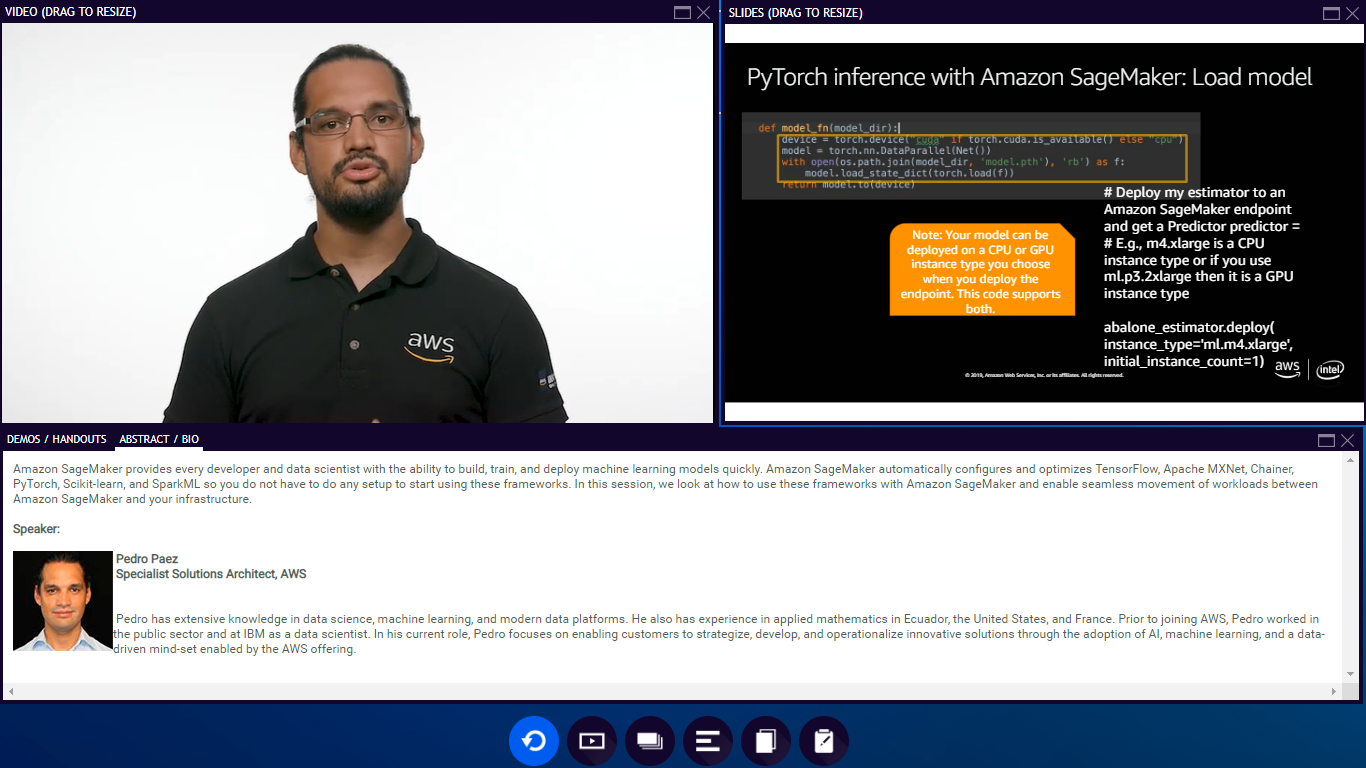 VIDEO (DRAG TO RESIZE)
aws
SLIDES (DRAG TO RESIZE)
PyTorch inference with Amazon SageMaker: Load model
def model_fn(model_dir):
device = torch.device("cuda" if torch.cuda.is_available() else "cpu")
model = torch.nn.DataParallel(Net())
with open(os.path.join(model_dir, 'model.pth'), 'rb') as f:
model.load_state_dict(torch.load(f))
return model.to(device)
Note: Your model can be
deployed on a CPU or GPU
instance type you choose
when you deploy the
endpoint. This code supports
both.
# Deploy my estimator to an
Amazon SageMaker endpoint
and get a Predictor predictor =
# E.g., m4.xlarge is a CPU
instance type or if you use
ml.p3.2xlarge then it is a GPU
instance type
abalone_estimator.deploy(
instance_type='ml.m4.xlarge',
initial_instance_count=1)
© 2019, Amazon Web Services, Inc. or its affiliates. All rights reserved.
aws
intel
DEMOS / HANDOUTS ABSTRACT / BIO
Amazon SageMaker provides every developer and data scientist with the ability to build, train, and deploy machine learning models quickly. Amazon SageMaker automatically configures and optimizes TensorFlow, Apache MXNet, Chainer,
PyTorch, Scikit-learn, and SparkML so you do not have to do any setup to start using these frameworks. In this session, we look at how to use these frameworks with Amazon SageMaker and enable seamless movement of workloads between
Amazon SageMaker and your infrastructure.
Speaker:
Pedro Paez
Specialist Solutions Architect, AWS
Pedro has extensive knowledge in data science, machine learning, and modern data platforms. He also has experience in applied mathematics in Ecuador, the United States, and France. Prior to joining AWS, Pedro worked in
the public sector and at IBM as a data scientist. In his current role, Pedro focuses on enabling customers to strategize, develop, and operationalize innovative solutions through the adoption of AI, machine learning, and a data-
driven mind-set enabled by the AWS offering.